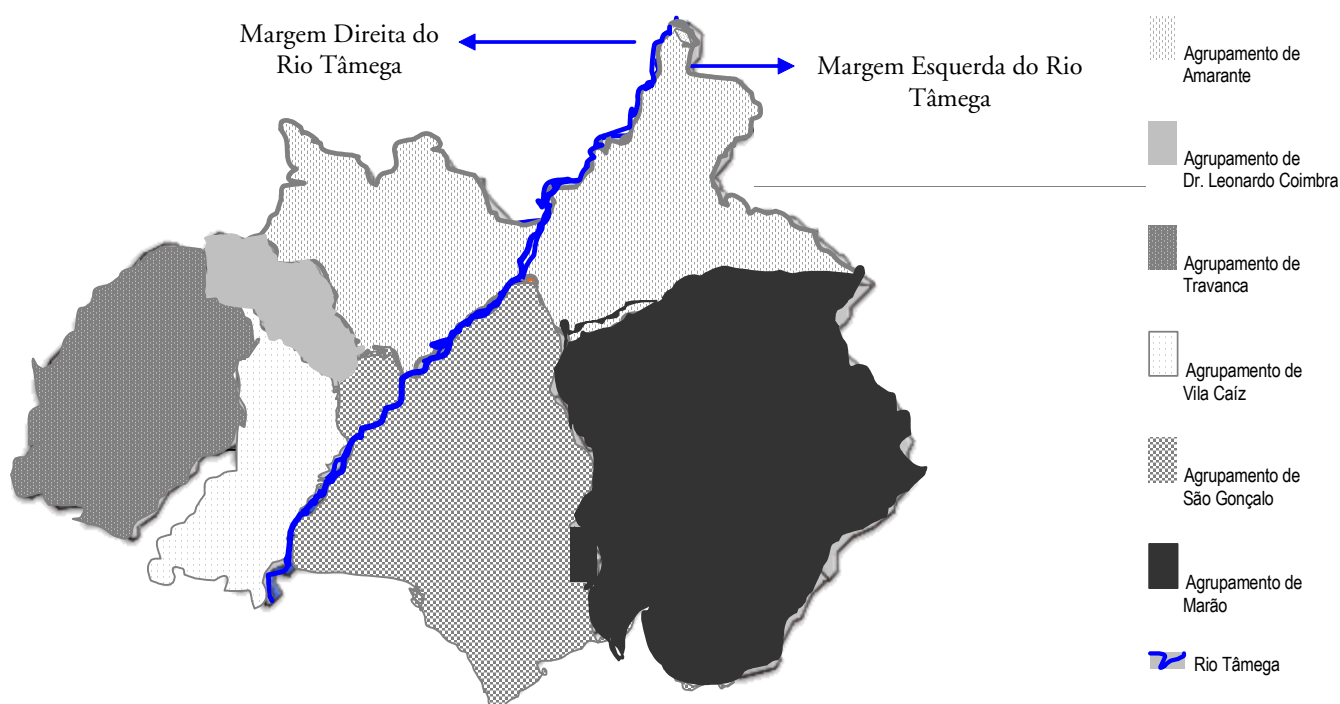 Margem Direita do
Rio Tâmega
Margem Esquerda do Rio
Tâmega
Agrupamento de
Amarante
Agrupamento de
Dr. Leonardo Coimbra
Agrupamento de
Travanca
Agrupamento de
Vila Caíz
Agrupamento de
São Gonçalo
Agrupamento de
Marão
Rio Tâmega